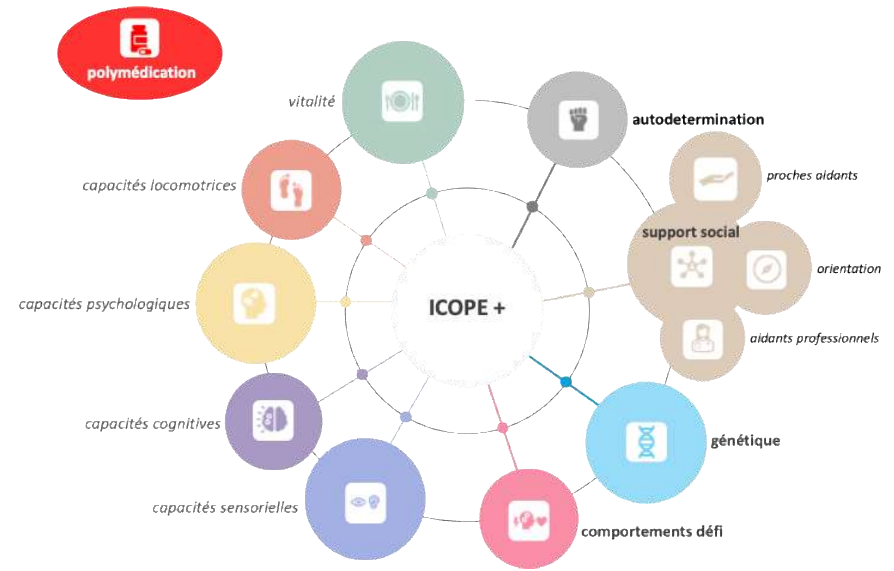 polymédication
vitalité
autodetermination
capacités locomotrices
proches aidants
support social
orientation
capacités psychologiques
ICOPE +
aidants professionnels
capacités cognitives
génétique
capacités sensorielles
comportements défi